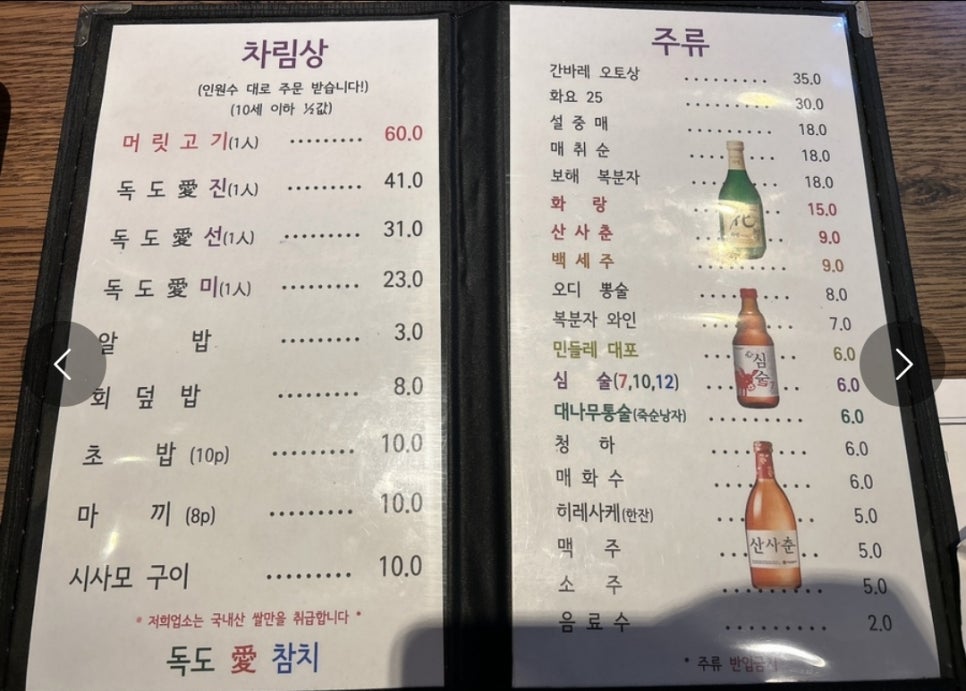 차림상
(인원수 대로 주문 받습니다!)
(10세 이하 ½값)
머릿고기(1人) ········· 60.0
독도愛진(1人) ········· 41.0
독도愛선(1人) ········· 31.0
독도愛미(1人) ········· 23.0
알 밥 ········· 3.0
회덮밥 ········· 8.0
초 밥 (10p) ········· 10.0
마 끼 (8p) ········· 10.0
시사모 구이 ········· 10.0
* 저희업소는 국내산 쌀만을 취급합니다 *
독도 愛 참치
주류
간바레 오토상 ········· 35.0
화요 25 ········· 30.0
설중매 ········· 18.0
매취순 ········· 18.0
보해 복분자 ········· 18.0
화 랑 ········· 15.0
산사춘 ········· 9.0
백세주 ········· 9.0
오디 뽕술 ········· 8.0
복분자 와인 ········· 7.0
민들레 대포 ········· 6.0
심 술(7,10,12) ········· 6.0
대나무통술(죽순낭자) ········· 6.0
청 하 ········· 6.0
매화수 ········· 6.0
히레사케(한잔) ········· 5.0
맥 주 ········· 5.0
소 주 ········· 5.0
음료수 ········· 2.0
* 주류 반입금지
花
심술
산사춘